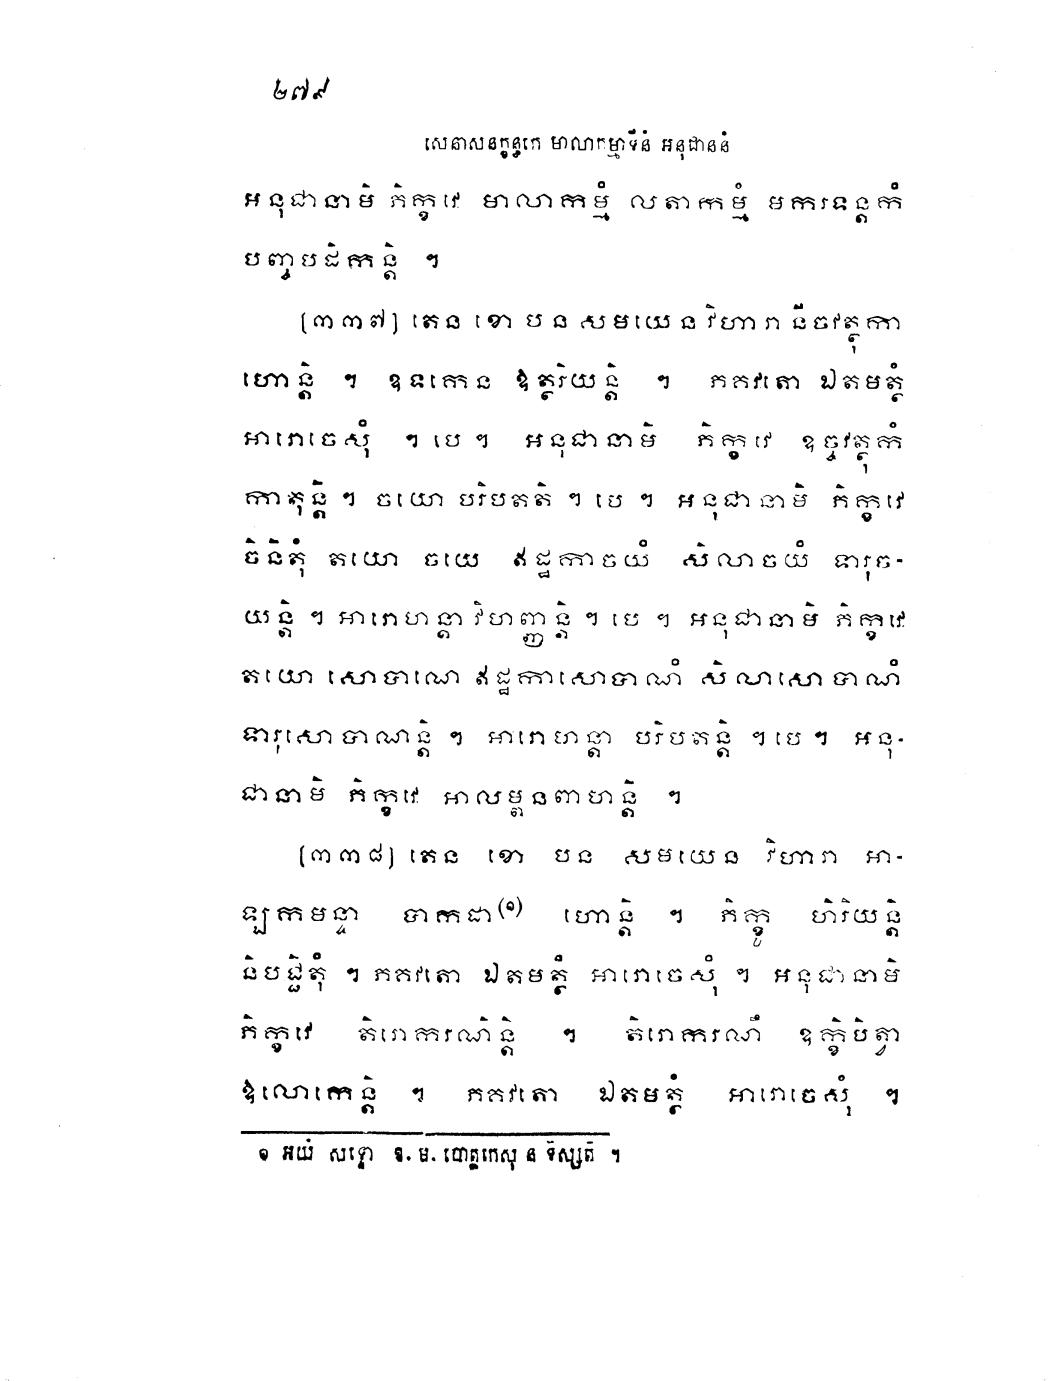 ២៧៩
សេនាសនក្ខន្ធកេ មាលាកម្មាទីនំ អនុជាននំ
អនុជានាមិ ភិក្ខវេ មាលាកម្មំ លតាកម្មំ មករទន្តកំ
បញ្ចបដិកន្តិ ។
[៣៣៧] តេន ខោ បន សមយេន វិហារា នីចវត្ថុកា
ហោន្តិ ។ ឧទកេន ឱត្ថរិយន្តិ ។ ភគវតោ ឯតមត្ថំ
អារោចេសុំ ។ បេ ។ អនុជានាមិ ភិក្ខវេ ឧច្ចវត្ថុកំ
កាតុន្តិ ។ ចយោ បរិបតតិ ។ បេ ។ អនុជានាមិ ភិក្ខវេ
ចិនិតុំ តយោ ចយេ ឥដ្ឋកាចយំ សិលាចយំ ទារុច-
យន្តិ ។ អារោហន្តា វិហញ្ញន្តិ ។ បេ ។ អនុជានាមិ ភិក្ខវេ
តយោ សោបាណេ ឥដ្ឋកាសោបាណំ សិលាសោបាណំ
ទារុសោបាណន្តិ ។ អារោហន្តា បរិបតន្តិ ។ បេ ។ អនុ-
ជានាមិ ភិក្ខវេ អាលម្ពនពាហន្តិ ។
[៣៣៨] តេន ខោ បន សមយេន វិហារា អា-
ឡ្បកមន្ទា បាកដា(១) ហោន្តិ ។ ភិក្ខូ ហិរិយន្តិ
និបជ្ជិតុំ ។ ភគវតោ ឯតមត្ថំ អារោចេសុំ ។ អនុជានាមិ
ភិក្ខវេ តិរោករណិន្តិ ។ តិរោករណឹ ឧក្ខិបិត្វា
ឱលោកេន្តិ ។ ភគវតោ ឯតមត្ថំ អារោចេសុំ ។
១ អយំ សទ្ទោ ឱ. ម. បោត្ថកេសុ ន ទិស្សតិ ។